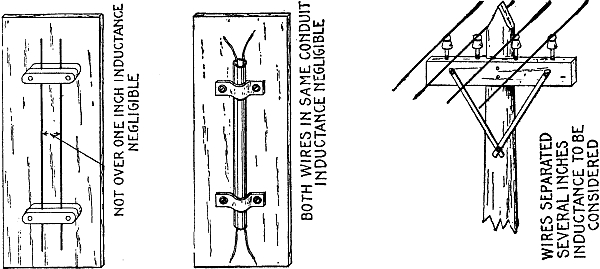 NOT OVER ONE INCH INDUCTANCE
NEGLIGIBLE
BOTH WIRES IN SAME CONDUIT
INDUCTANCE NEGLIGIBLE
WIRES SEPARATED
SEVERAL INCHES
INDUCTANCE TO BE
CONSIDERED